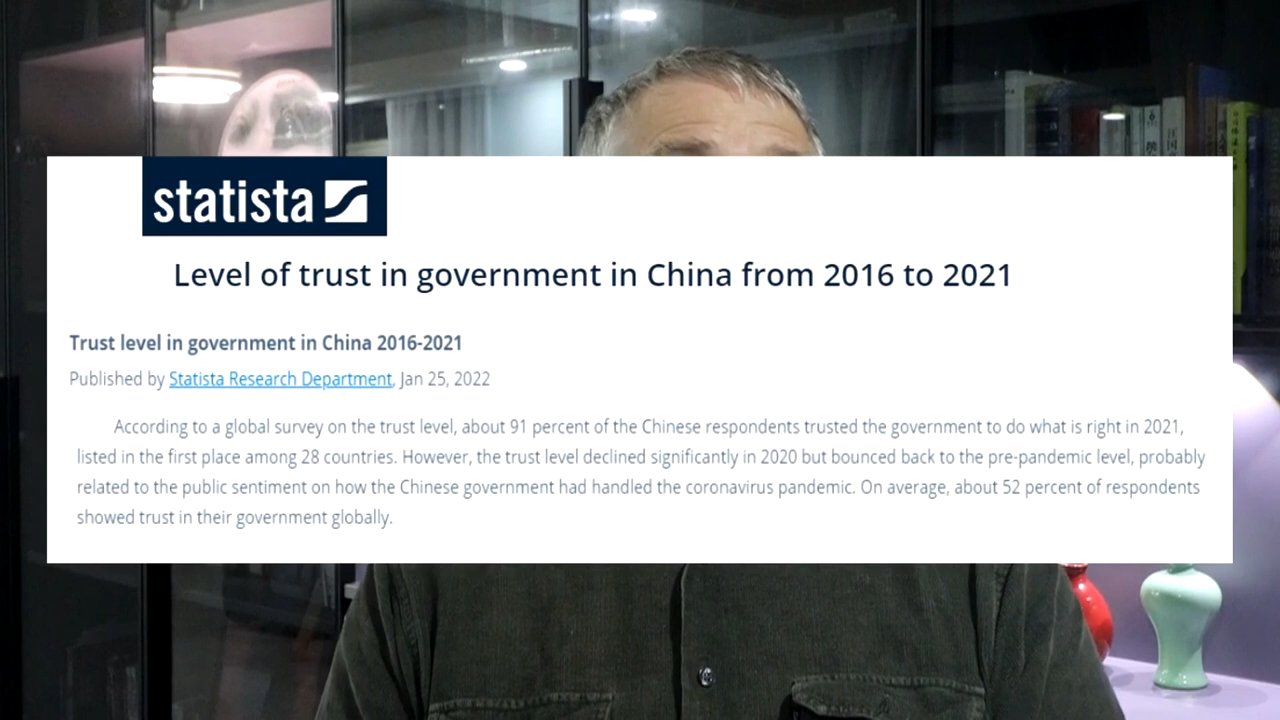 statista
Level of trust in government in China from 2016 to 2021
Trust level in government in China 2016-2021
Published by Statista Research Department, Jan 25, 2022
According to a global survey on the trust level, about 91 percent of the Chinese respondents trusted the government to do what is right in 2021,
listed in the first place among 28 countries. However, the trust level declined significantly in 2020 but bounced back to the pre-pandemic level, probably
related to the public sentiment on how the Chinese government had handled the coronavirus pandemic. On average, about 52 percent of respondents
showed trust in their government globally.